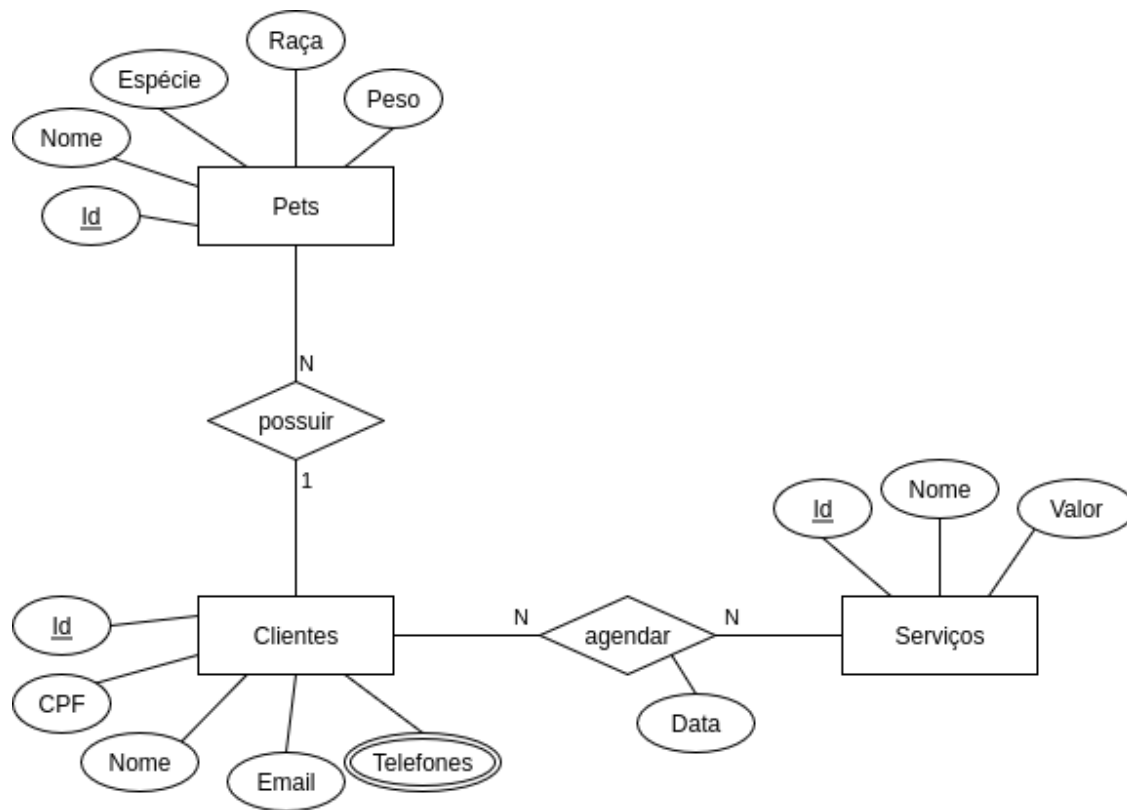 Raça
Espécie
Peso
Nome
Id
Pets
N
possuir
1
Id
Nome
Valor
Id
Clientes
N
agendar
N
Serviços
CPF
Data
Nome
Email
Telefones